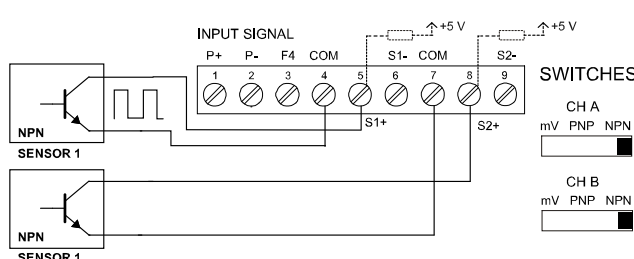 INPUT SIGNAL
+5 V
+5 V
P+ P- F4 COM S1- COM S2-
1 2 3 4 5 6 7 8 9
S1+
S2+
SWITCHES
CH A
mV PNP NPN
CH B
mV PNP NPN
NPN
SENSOR 1
NPN
SENSOR 1